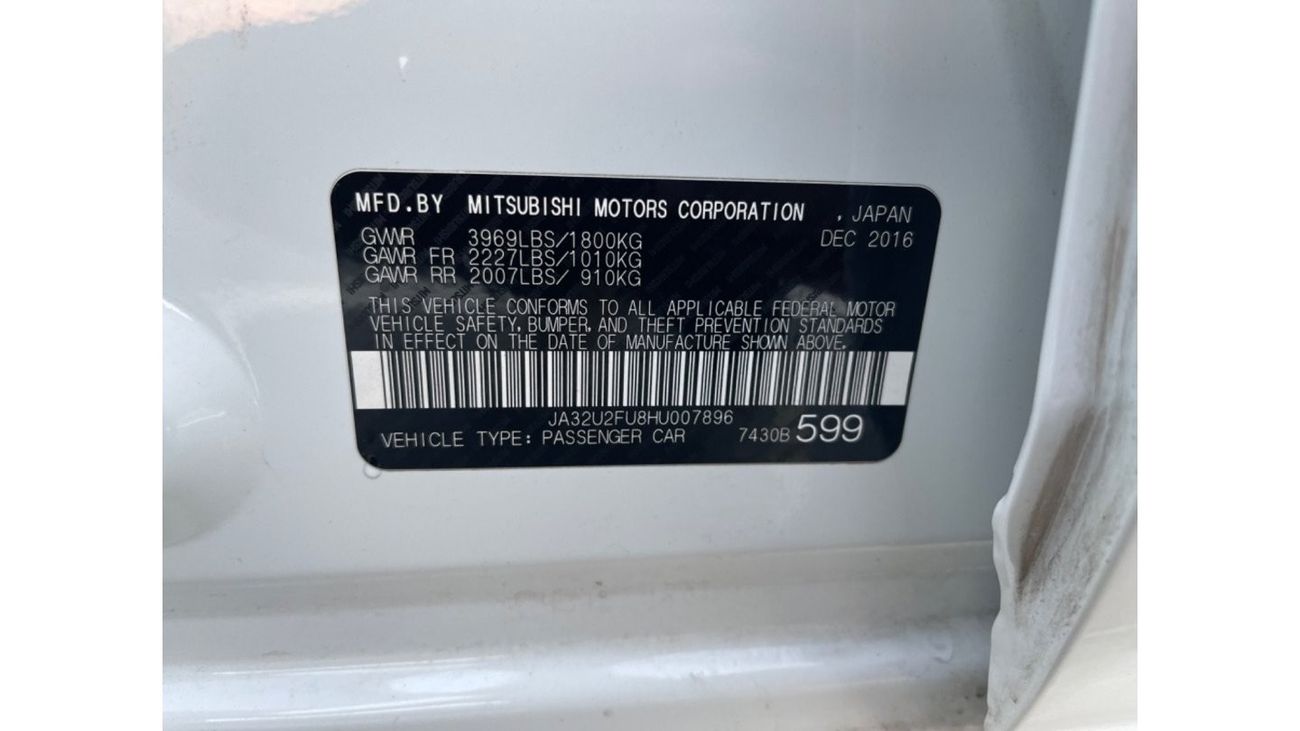 MFD.BY MITSUBISHI MOTORS CORPORATION , JAPAN
DEC 2016
GVWR 3969LBS/1800KG
GAWR FR 2227LBS/1010KG
GAWR RR 2007LBS/ 910KG
THIS VEHICLE CONFORMS TO ALL APPLICABLE FEDERAL MOTOR
VEHICLE SAFETY, BUMPER, AND THEFT PREVENTION STANDARDS
IN EFFECT ON THE DATE OF MANUFACTURE SHOWN ABOVE.
JA32U2FU8HU007896
VEHICLE TYPE: PASSENGER CAR 7430B 599